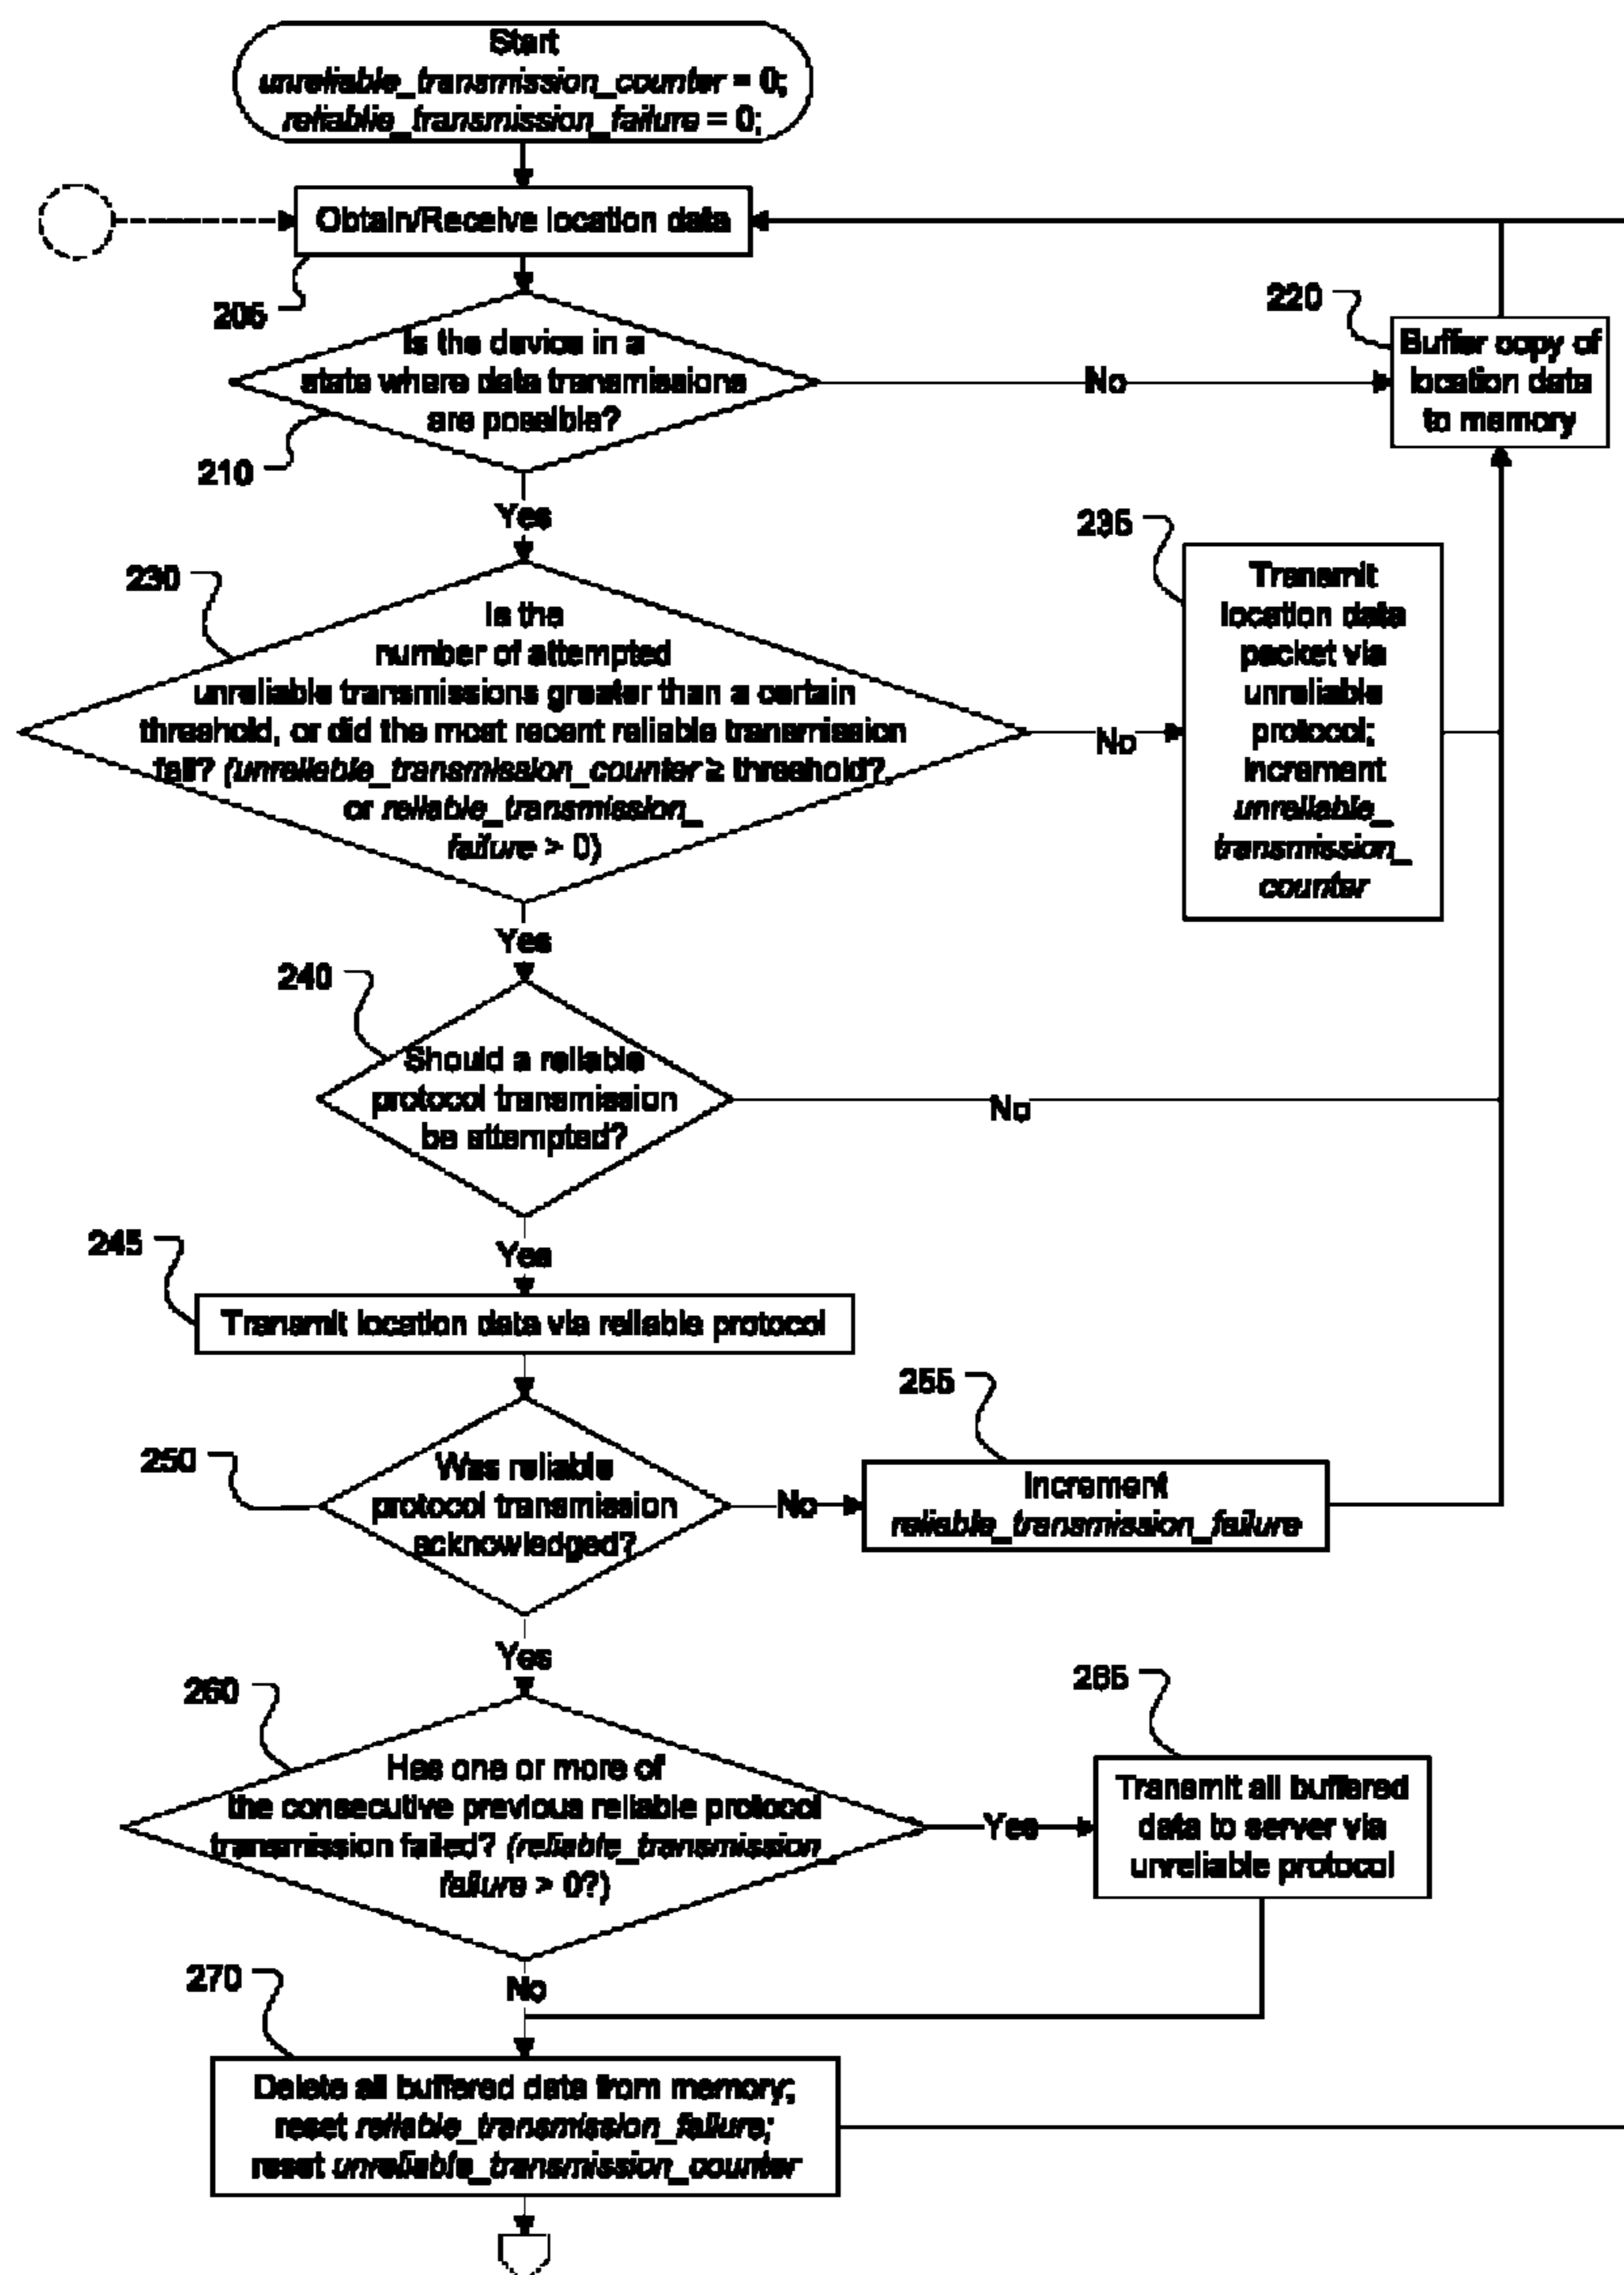 Start
unreliable_transmission_counter = 0;
reliablie_transmission_failure = 0;
Obtain/Receive location data
205
Is the device in a
state where data transmissions
are possible?
210
No
220
Buffer copy of
location data
to memory
Yes
230
Is the
number of attempted
unreliable transmissions greater than a certain
threshold, or did the most recent reliable transmission
fail? (unreliable_transmission_counter ≥ threshold?,
or reliable_transmission_
failure > 0)
No
235
Transmit
location data
packet via
unreliable
protocol;
increment
unreliable_
transmission_
counter
Yes
240
Should a reliable
protocol transmission
be attempted?
No
Yes
245
Transmit location data via reliable protocol
250
Was reliable
protocol transmission
acknowledged?
No
255
Increment
reliable_transmission_failure
Yes
260
Has one or more of
the consecutive previous reliable protocol
transmission failed? (reliable_transmission_
failure > 0?)
Yes
265
Transmit all buffered
data to server via
unreliable protocol
No
270
Delete all buffered data from memory;
reset reliable_transmission_failure;
reset unreliable_transmission_counter